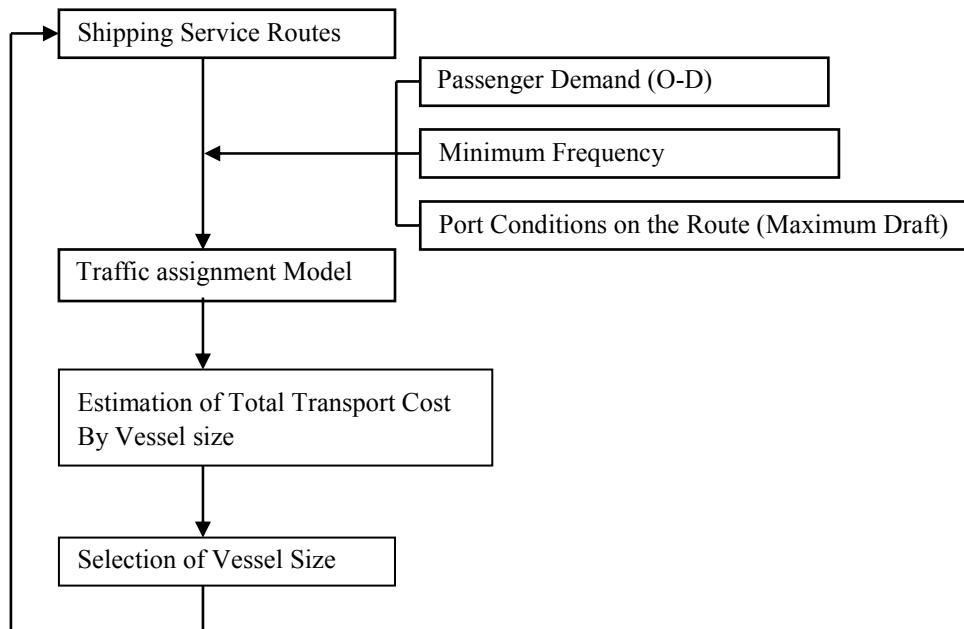 Shipping Service Routes
Passenger Demand (O-D)
Minimum Frequency
Port Conditions on the Route (Maximum Draft)
Traffic assignment Model
Estimation of Total Transport Cost
By Vessel size
Selection of Vessel Size